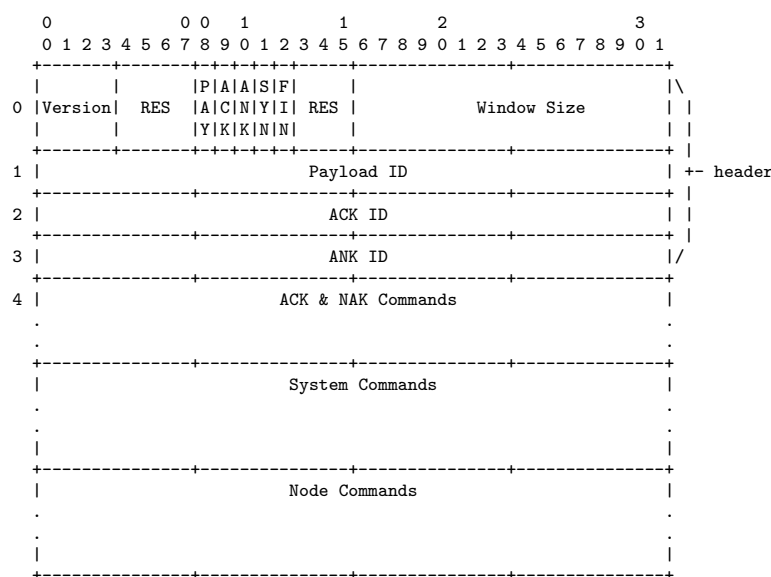 0                 0 0   1             1         2                   3
0 1 2 3 4 5 6 7 8 9 0 1 2 3 4 5 6 7 8 9 0 1 2 3 4 5 6 7 8 9 0 1
|P|A|A|S|F|
0 |Version| RES |A|C|N|Y|I| RES | Window Size
|Y|K|K|N|N|
1 | Payload ID | +- header
2 | ACK ID |
3 | ANK ID |/
4 | ACK & NAK Commands |
System Commands
Node Commands